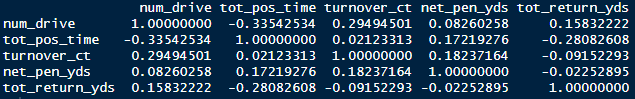 num_drive tot_pos_time turnover_ct net_pen_yds tot_return_yds
num_drive 1.00000000 -0.33542534 0.29494501 0.08260258 0.15832222
tot_pos_time -0.33542534 1.00000000 0.02123313 0.17219276 -0.28082608
turnover_ct 0.29494501 0.02123313 1.00000000 0.18237164 -0.09152293
net_pen_yds 0.08260258 0.17219276 0.18237164 1.00000000 -0.02252895
tot_return_yds 0.15832222 -0.28082608 -0.09152293 -0.02252895 1.00000000